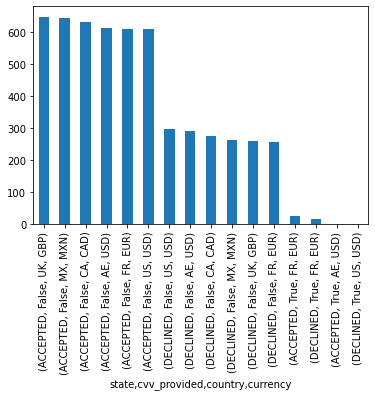 600
500
400
300
200
100
0
(ACCEPTED, False, UK, GBP)
(ACCEPTED, False, MX, MXN)
(ACCEPTED, False, CA, CAD)
(ACCEPTED, False, AE, USD)
(ACCEPTED, False, FR, EUR)
(ACCEPTED, False, US, USD)
(DECLINED, False, US, USD)
(DECLINED, False, AE, USD)
(DECLINED, False, CA, CAD)
(DECLINED, False, MX, MXN)
(DECLINED, False, UK, GBP)
(DECLINED, False, FR, EUR)
(ACCEPTED, True, FR, EUR)
(DECLINED, True, FR, EUR)
(ACCEPTED, True, AE, USD)
(DECLINED, True, US, USD)
state,cvv_provided,country,currency